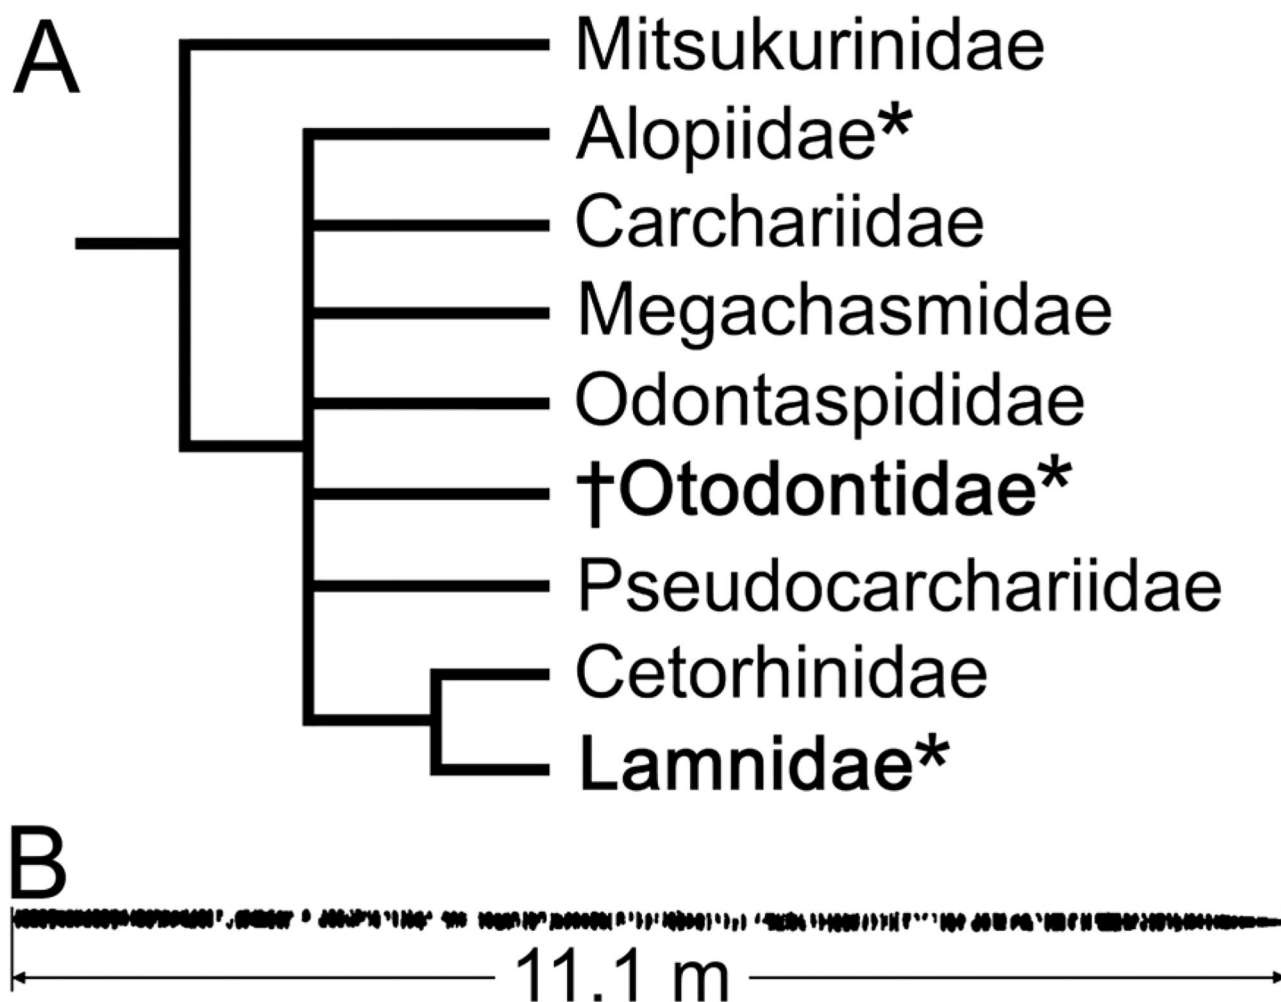 A
Mitsukurinidae
Alopiidae*
Carchariidae
Megachasmidae
Odontaspididae
†Otodontidae*
Pseudocarchariidae
Cetorhinidae
Lamnidae*
B
11.1 m